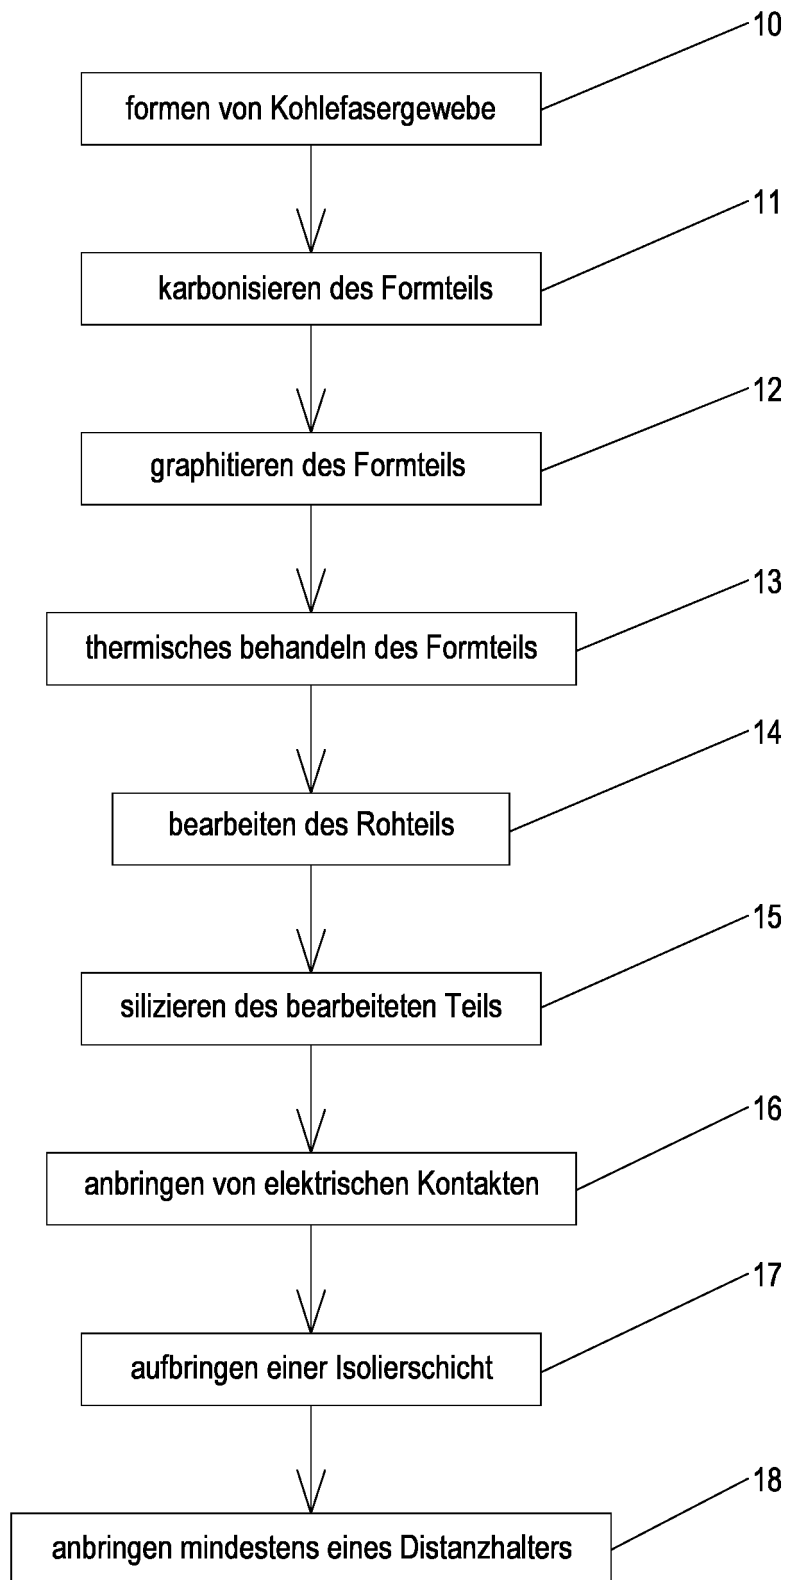 10
formen von Kohlefasergewebe
11
karbonisieren des Formteils
12
graphitieren des Formteils
13
thermisches behandeln des Formteils
14
bearbeiten des Rohteils
15
silizieren des bearbeiteten Teils
16
anbringen von elektrischen Kontakten
17
aufbringen einer Isolierschicht
18
anbringen mindestens eines Distanzhalters